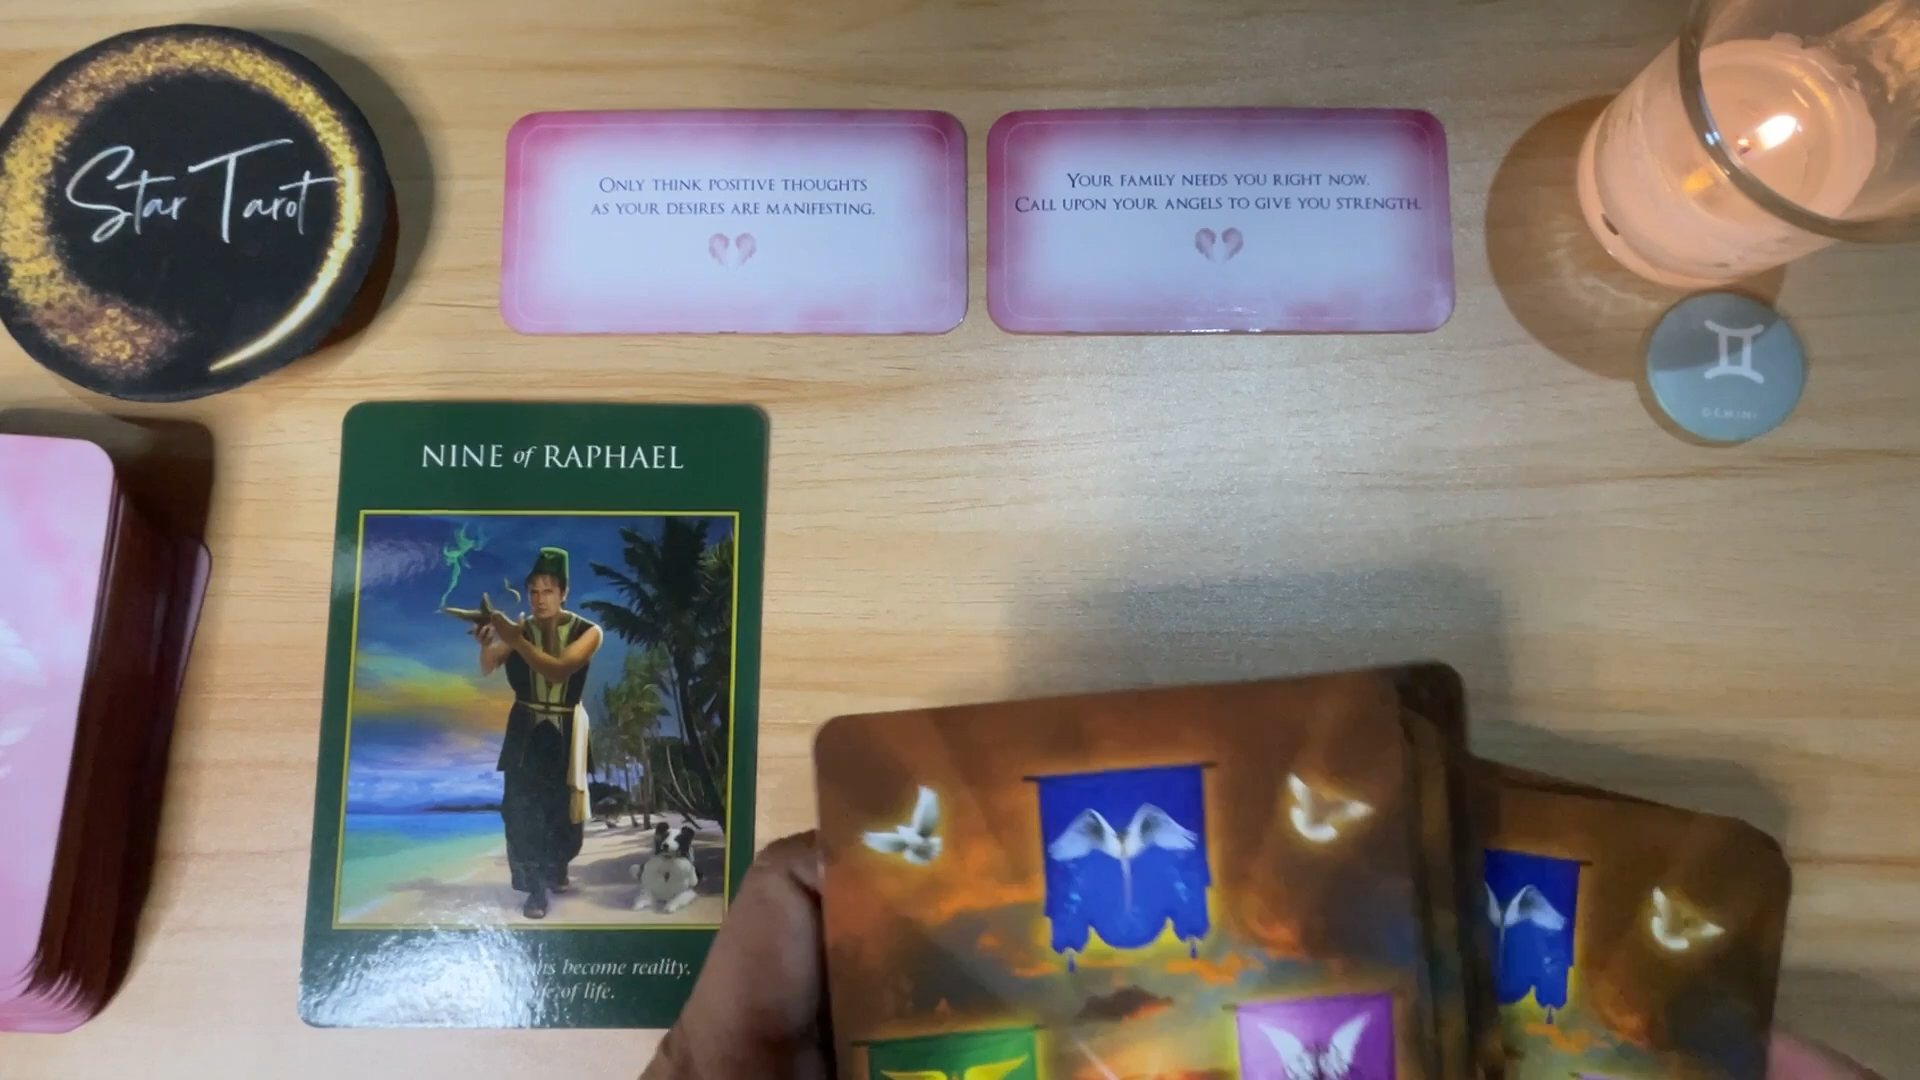 Star Tarot
ONLY THINK POSITIVE THOUGHTS
AS YOUR DESIRES ARE MANIFESTING.
YOUR FAMILY NEEDS YOU RIGHT NOW.
CALL UPON YOUR ANGELS TO GIVE YOU STRENGTH.
GEMINI
NINE of RAPHAEL
become reality.
of life.